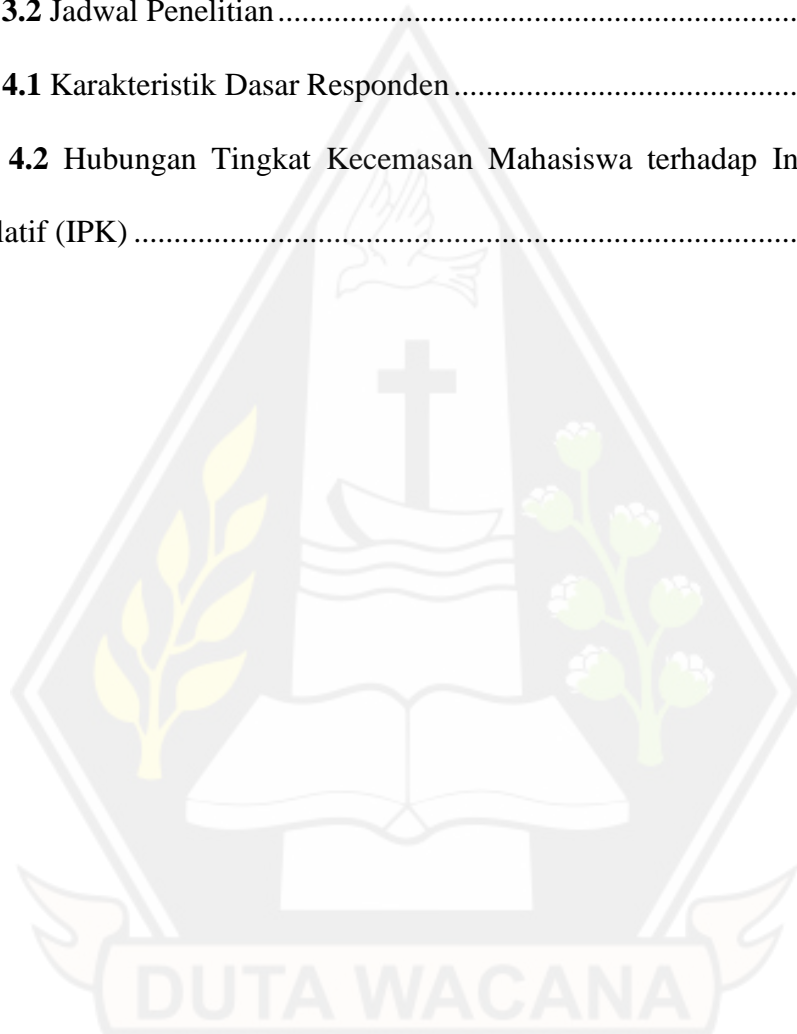 3.2 Jadwal Penelitian.......................................................................
4.1 Karakteristik Dasar Responden..........................................
4.2 Hubungan Tingkat Kecemasan Mahasiswa terhadap In
latif (IPK)...................................................................................
DUTA WACANA